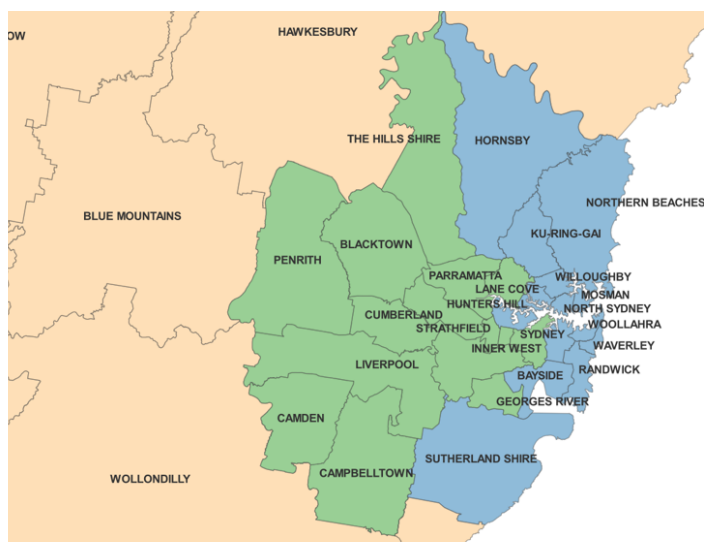 HAWKESBURY
OW
THE HILLS SHIRE
HORNSBY
NORTHERN BEACHES
BLUE MOUNTAINS
KU-RING-GAI
BLACKTOWN
PENRITH
PARRAMATTA
WILLOUGHBY
LANE COVE
MOSMAN
HUNTERS HILL
NORTH SYDNEY
CUMBERLAND
STRATHFIELD
SYDNEY
WOOLLAHRA
INNER WEST
WAVERLEY
LIVERPOOL
BAYSIDE
RANDWICK
GEORGES RIVER
CAMDEN
SUTHERLAND SHIRE
CAMPBELLTOWN
WOLLONDILLY